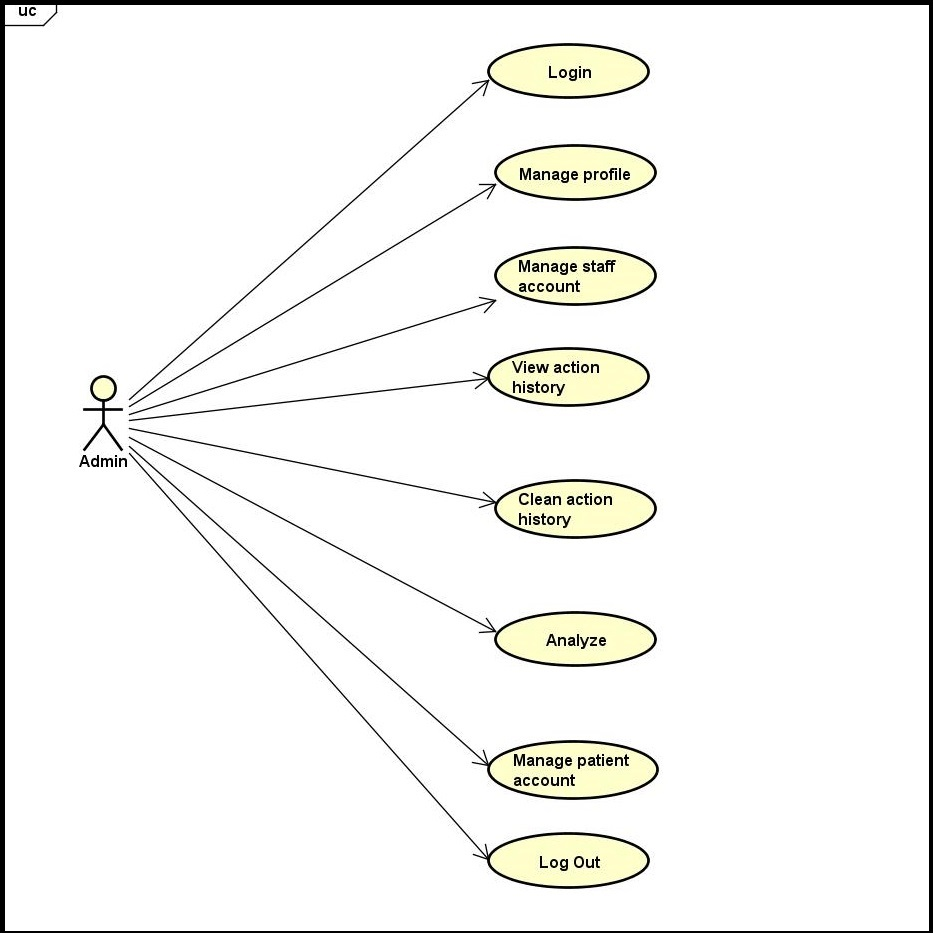 uc
Login
Manage profile
Manage staff
account
View action
history
Admin
Clean action
history
Analyze
Manage patient
account
Log Out